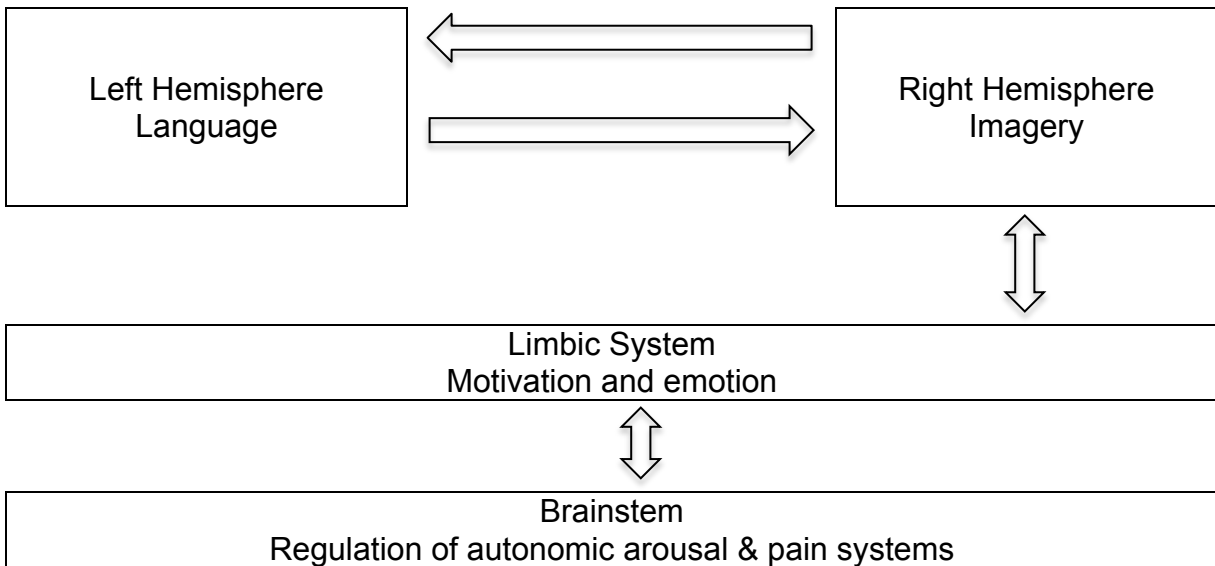 Left Hemisphere
Language
Right Hemisphere
Imagery
Limbic System
Motivation and emotion
Brainstem
Regulation of autonomic arousal & pain systems